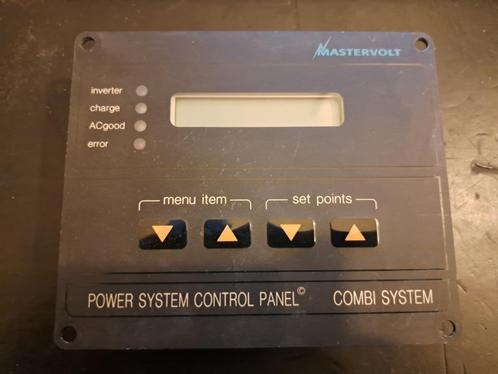 MASTERVOLT
inverter
charge
ACgood
error
menu item set points
POWER SYSTEM CONTROL PANEL© COMBI SYSTEM